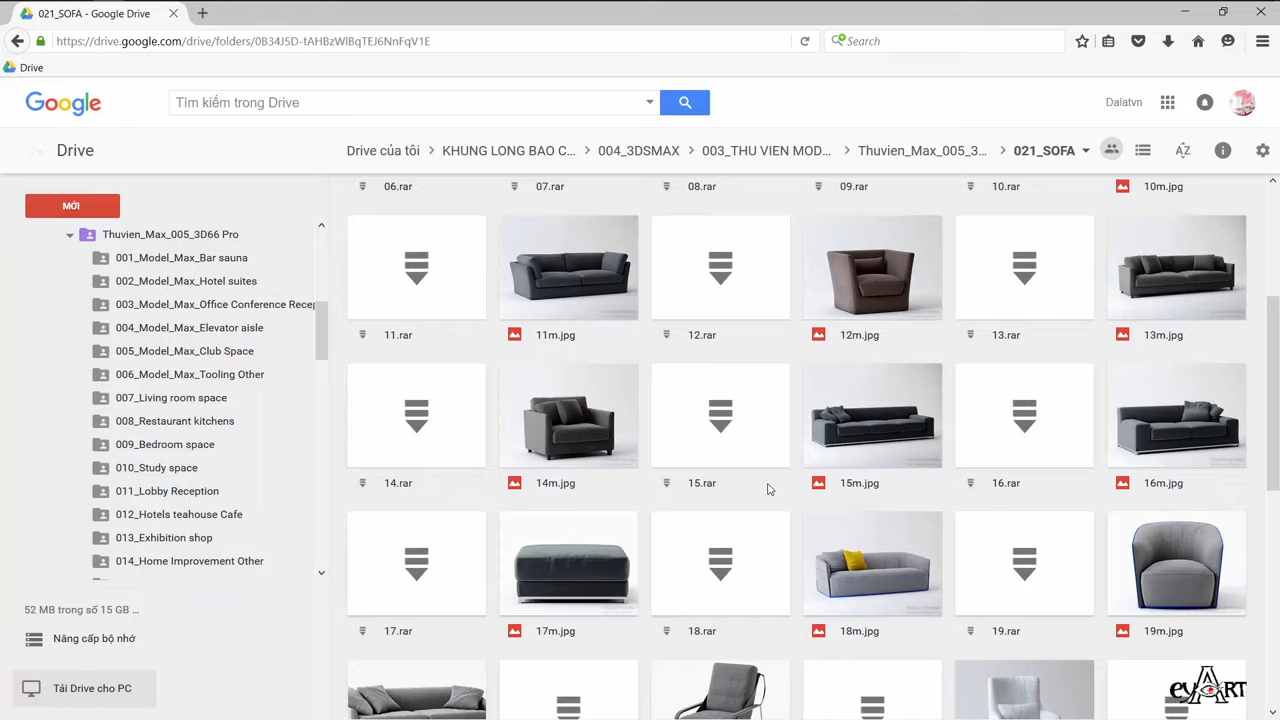 021_SOFA - Google Drive
https://drive.google.com/drive/folders/0B34J5D-tAHBzWlBqTEJ6NnFqV1E
Search
Drive
Google
Tìm kiếm trong Drive
Dalatvn
Drive
Drive của tôi
KHUNG LONG BAO C...
004_3DSMAX
003_THU VIEN MOD...
Thuvien_Max_005_3...
021_SOFA
06.rar
07.rar
08.rar
09.rar
10.rar
10m.jpg
MỚI
Thuvien_Max_005_3D66 Pro
001_Model_Max_Bar sauna
002_Model_Max_Hotel suites
003_Model_Max_Office Conference Recep
004_Model_Max_Elevator aisle
005_Model_Max_Club Space
006_Model_Max_Tooling Other
007_Living room space
008_Restaurant kitchens
009_Bedroom space
010_Study space
011_Lobby Reception
012_Hotels teahouse Cafe
013_Exhibition shop
014_Home Improvement Other
11.rar
11m.jpg
12.rar
12m.jpg
13.rar
13m.jpg
14.rar
14m.jpg
15.rar
15m.jpg
16.rar
16m.jpg
17.rar
17m.jpg
18.rar
18m.jpg
19.rar
19m.jpg
52 MB trong số 15 GB ...
Nâng cấp bộ nhớ
Tải Drive cho PC
eyART